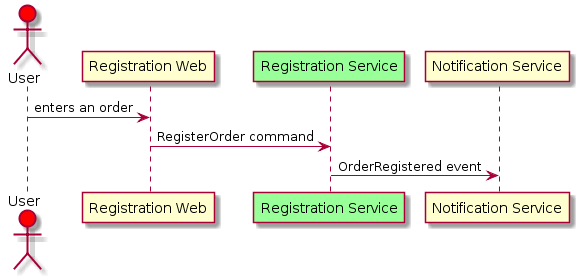 User
Registration Web
Registration Service
Notification Service
enters an order
RegisterOrder command
OrderRegistered event
User
Registration Web
Registration Service
Notification Service